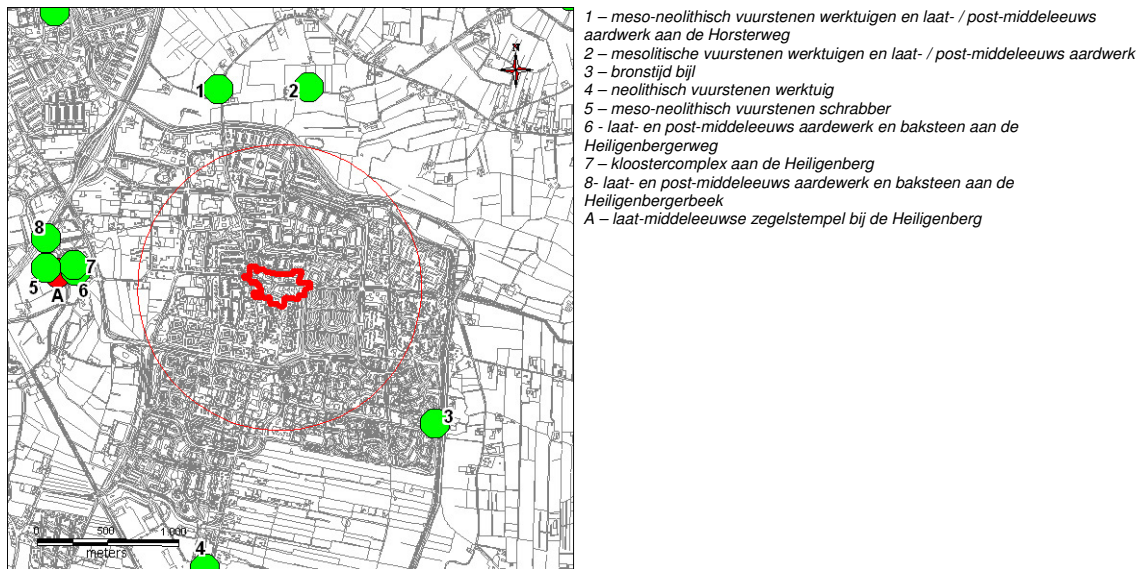 1 – meso-neolithisch vuurstenen werktuigen en laat- / post-middeleeuws
aardwerk aan de Horsterweg
2 – mesolitische vuurstenen werktuigen en laat- / post-middeleeuws aardwerk
3 – bronstijd bijl
4 – neolithisch vuurstenen werktuig
5 – meso-neolithisch vuurstenen schrabber
6 - laat- en post-middeleeuws aardewerk en baksteen aan de
Heiligenbergerweg
7 – kloostercomplex aan de Heiligenberg
8- laat- en post-middeleeuws aardewerk en baksteen aan de
Heiligenbergerbeek
A – laat-middeleeuwse zegelstempel bij de Heiligenberg
N
1
2
8
7
5
A
6
3
0 500 1.000
meters
4